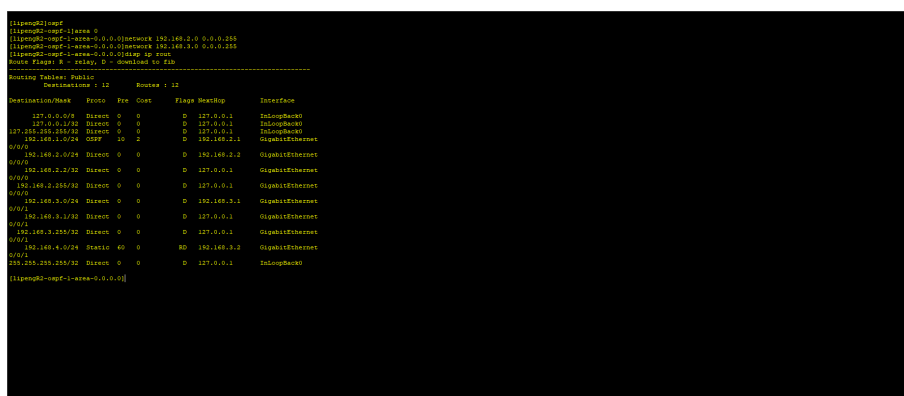 [lipengR2]ospf
[lipengR2-ospf-1]area 0
[lipengR2-ospf-1-area-0.0.0.0]network 192.168.2.0 0.0.0.255
[lipengR2-ospf-1-area-0.0.0.0]network 192.168.3.0 0.0.0.255
[lipengR2-ospf-1-area-0.0.0.0]disp ip rout
Route Flags: R - relay, D - download to fib
------------------------------------------------------------------------------
Routing Tables: Public
         Destinations : 12       Routes : 12

Destination/Mask    Proto   Pre  Cost      Flags NextHop         Interface

      127.0.0.0/8   Direct  0    0           D   127.0.0.1       InLoopBack0
      127.0.0.1/32  Direct  0    0           D   127.0.0.1       InLoopBack0
127.255.255.255/32  Direct  0    0           D   127.0.0.1       InLoopBack0
    192.168.1.0/24  OSPF    10   2           D   192.168.2.1     GigabitEthernet
0/0/0
    192.168.2.0/24  Direct  0    0           D   192.168.2.2     GigabitEthernet
0/0/0
    192.168.2.2/32  Direct  0    0           D   127.0.0.1       GigabitEthernet
0/0/0
  192.168.2.255/32  Direct  0    0           D   127.0.0.1       GigabitEthernet
0/0/0
    192.168.3.0/24  Direct  0    0           D   192.168.3.1     GigabitEthernet
0/0/1
    192.168.3.1/32  Direct  0    0           D   127.0.0.1       GigabitEthernet
0/0/1
  192.168.3.255/32  Direct  0    0           D   127.0.0.1       GigabitEthernet
0/0/1
    192.168.4.0/24  Static  60   0          RD   192.168.3.2     GigabitEthernet
0/0/1
255.255.255.255/32  Direct  0    0           D   127.0.0.1       InLoopBack0

[lipengR2-ospf-1-area-0.0.0.0]